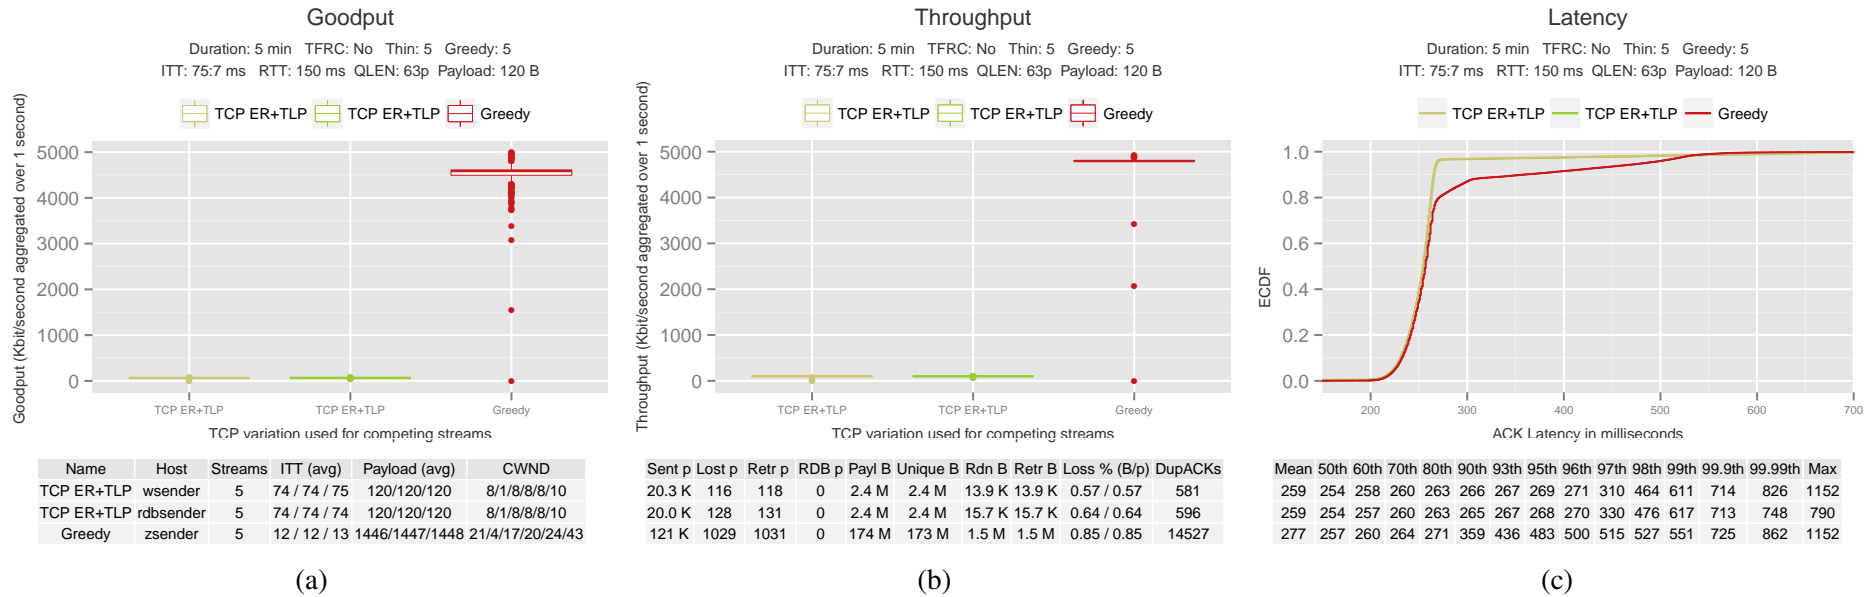 Goodput
Duration: 5 min TFRC: No Thin: 5 Greedy: 5
ITT: 75:7 ms RTT: 150 ms QLEN: 63p Payload: 120 B
TCP ER+TLP TCP ER+TLP Greedy
Goodput (Kbit/second aggregated over 1 second)
5000
4000
3000
2000
1000
0
TCP ER+TLP TCP ER+TLP Greedy
TCP variation used for competing streams
Name Host Streams ITT (avg) Payload (avg) CWND
TCP ER+TLP wsender 5 74 / 74 / 75 120/120/120 8/1/8/8/8/10
TCP ER+TLP rdbsender 5 74 / 74 / 74 120/120/120 8/1/8/8/8/10
Greedy zsender 5 12 / 12 / 13 1446/1447/1448 21/4/17/20/24/43
(a)
Throughput
Duration: 5 min TFRC: No Thin: 5 Greedy: 5
ITT: 75:7 ms RTT: 150 ms QLEN: 63p Payload: 120 B
TCP ER+TLP TCP ER+TLP Greedy
Throughput (Kbit/second aggregated over 1 second)
5000
4000
3000
2000
1000
0
TCP ER+TLP TCP ER+TLP Greedy
TCP variation used for competing streams
Sent p Lost p Retr p RDB p Payl B Unique B Rdn B Retr B Loss % (B/p) DupACKs
20.3 K 116 118 0 2.4 M 2.4 M 13.9 K 13.9 K 0.57 / 0.57 581
20.0 K 128 131 0 2.4 M 2.4 M 15.7 K 15.7 K 0.64 / 0.64 596
121 K 1029 1031 0 174 M 173 M 1.5 M 1.5 M 0.85 / 0.85 14527
(b)
Latency
Duration: 5 min TFRC: No Thin: 5 Greedy: 5
ITT: 75:7 ms RTT: 150 ms QLEN: 63p Payload: 120 B
TCP ER+TLP TCP ER+TLP Greedy
ECDF
1.0
0.8
0.6
0.4
0.2
0.0
200 300 400 500 600 700
ACK Latency in milliseconds
Mean 50th 60th 70th 80th 90th 93th 95th 96th 97th 98th 99th 99.9th 99.99th Max
259 254 258 260 263 266 267 269 271 310 464 611 714 826 1152
259 254 257 260 263 265 267 268 270 330 476 617 713 748 790
277 257 260 264 271 359 436 483 500 515 527 551 725 862 1152
(c)